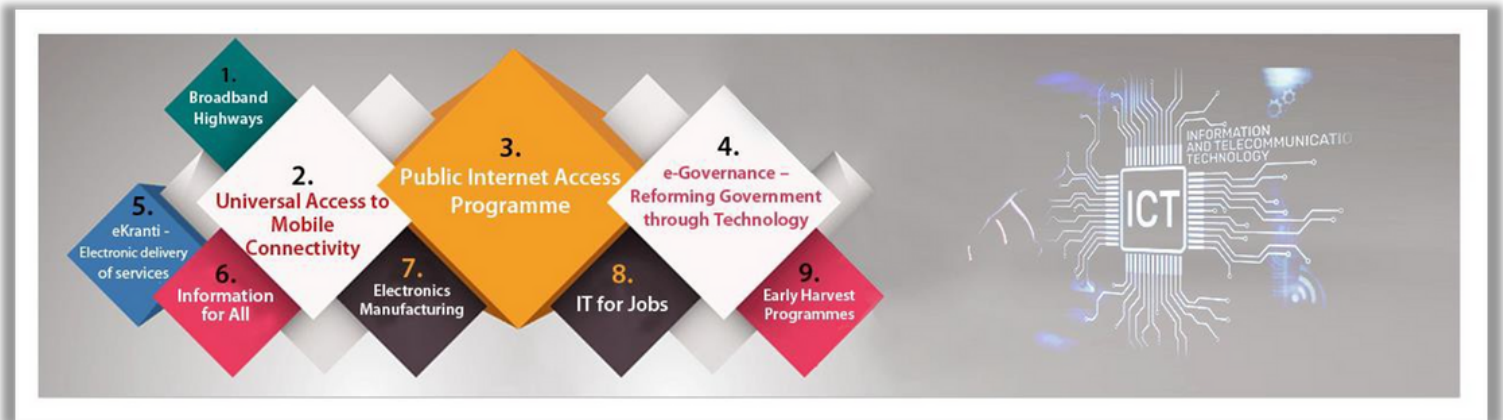 1.
Broadband
Highways
2.
Universal Access to
Mobile
Connectivity
3.
Public Internet Access
Programme
4.
e-Governance –
Reforming Government
through Technology
5.
eKranti -
Electronic delivery
of services
6.
Information
for All
7.
Electronics
Manufacturing
8.
IT for Jobs
9.
Early Harvest
Programmes
INFORMATION
AND TELECOMMUNICATIO
TECHNOLOGY
ICT